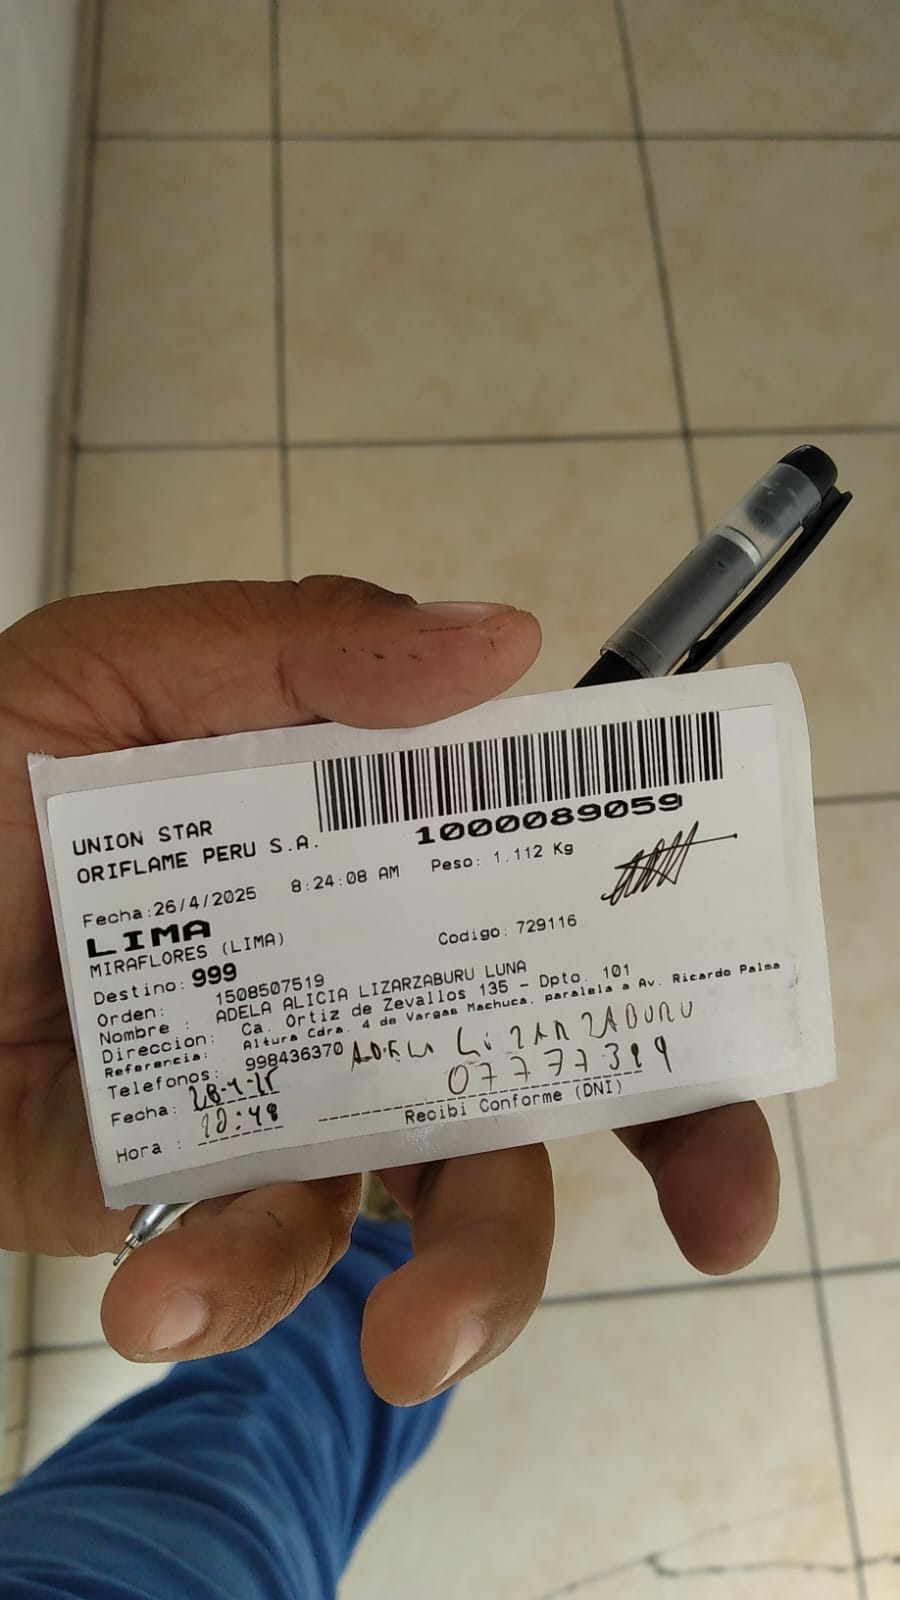 UNION STAR
ORIFLAME PERU S.A.
1000089059
Fecha:26/4/2025 8:24:08 AM Peso: 1.112 Kg
LIMA
MIRAFLORES (LIMA) Codigo: 729116
Destino: 999
Orden: 1508507519
Nombre : ADELA ALICIA LIZARZABURU LUNA
Direccion: Ca. Ortiz de Zevallos 135 - Dpto. 101
Referencia: Altura Cdra. 4 de Vargas Machuca, paralela a Av. Ricardo Palma
Telefonos: 998436370 ADELA LIZARZABURU
Fecha: 28-4-25
Hora :
Recibi Conforme (DNI)